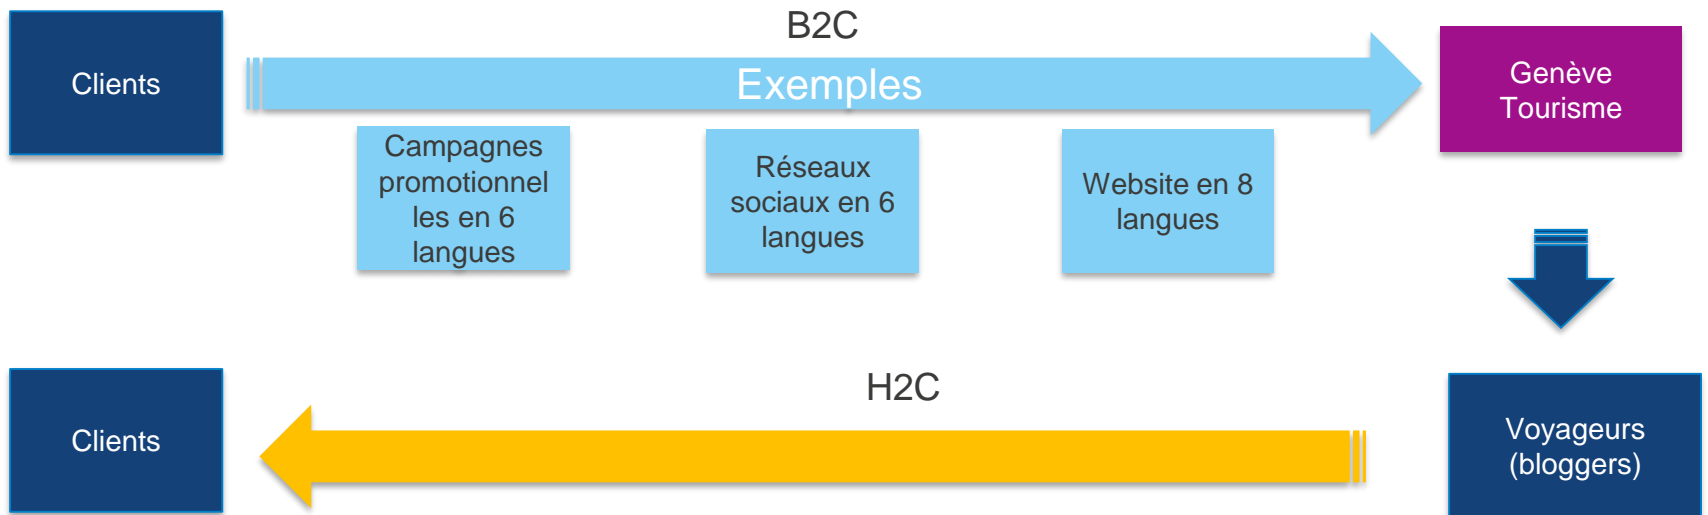 B2C
Clients
Exemples
Genève
Tourisme
Campagnes
promotionnel
les en 6
langues
Réseaux
sociaux en 6
langues
Website en 8
langues
H2C
Clients
Voyageurs
(bloggers)